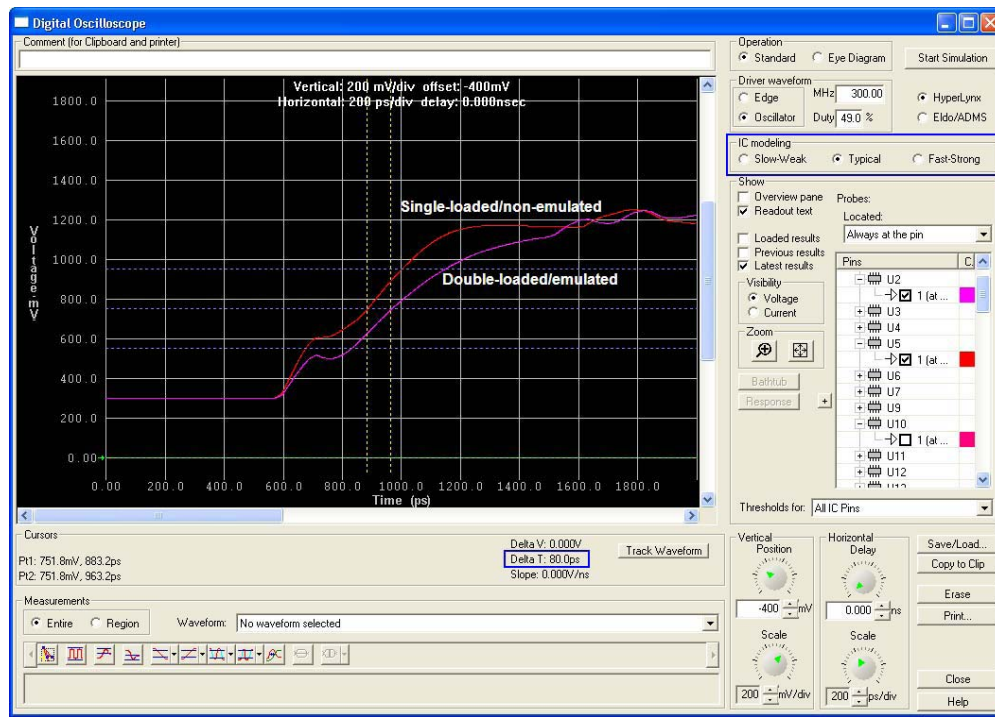 Digital Oscilloscope
Comment (for Clipboard and printer)
Vertical: 200 mV/div offset: -400mV
Horizontal: 200 ps/div delay: 0.000nsec
1800.0
1600.0
1400.0
1200.0
1000.0
800.0
600.0
400.0
200.0
0.00
Voltage-mV
Single-loaded/non-emulated
Double-loaded/emulated
0.00 200.0 400.0 600.0 800.0 1000.0 1200.0 1400.0 1600.0 1800.0
Time (ps)
Cursors
Pt1: 751.8mV, 883.2ps
Pt2: 751.8mV, 963.2ps
Delta V: 0.000V
Delta T: 80.0ps
Slope: 0.000V/ns
Track Waveform
Measurements
Entire Region Waveform: No waveform selected
Operation
Standard Eye Diagram Start Simulation
Driver waveform
Edge MHz 300.00 HyperLynx
Oscillator Duty 49.0 % Eldo/ADMS
IC modeling
Slow-Weak Typical Fast-Strong
Show
Overview pane
Readout text
Loaded results
Previous results
Latest results
Visibility
Voltage
Current
Zoom
Bathtub
Response
+
Probes:
Located:
Always at the pin
Pins C.
U2
1 (at ...
U3
U4
U5
1 (at ...
U6
U7
U9
U10
1 (at ...
U11
U12
Thresholds for: All IC Pins
Vertical
Position
-400 mV
Scale
200 mV/div
Horizontal
Delay
0.000 ns
Scale
200 ps/div
Save/Load...
Copy to Clip
Erase
Print...
Close
Help